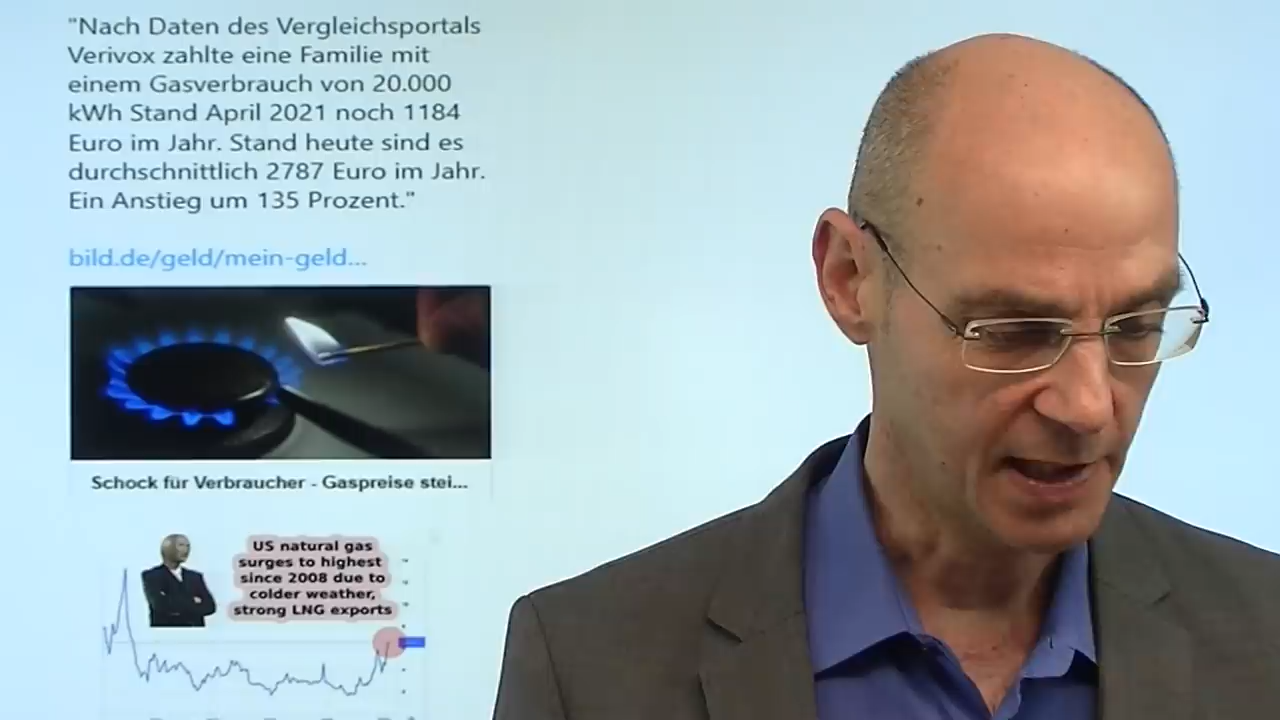 "Nach Daten des Vergleichsportals
Verivox zahlte eine Familie mit
einem Gasverbrauch von 20.000
kWh Stand April 2021 noch 1184
Euro im Jahr. Stand heute sind es
durchschnittlich 2787 Euro im Jahr.
Ein Anstieg um 135 Prozent."
bild.de/geld/mein-geld...
Schock für Verbraucher - Gaspreise stei...
US natural gas
surges to highest
since 2008 due to
colder weather,
strong LNG exports